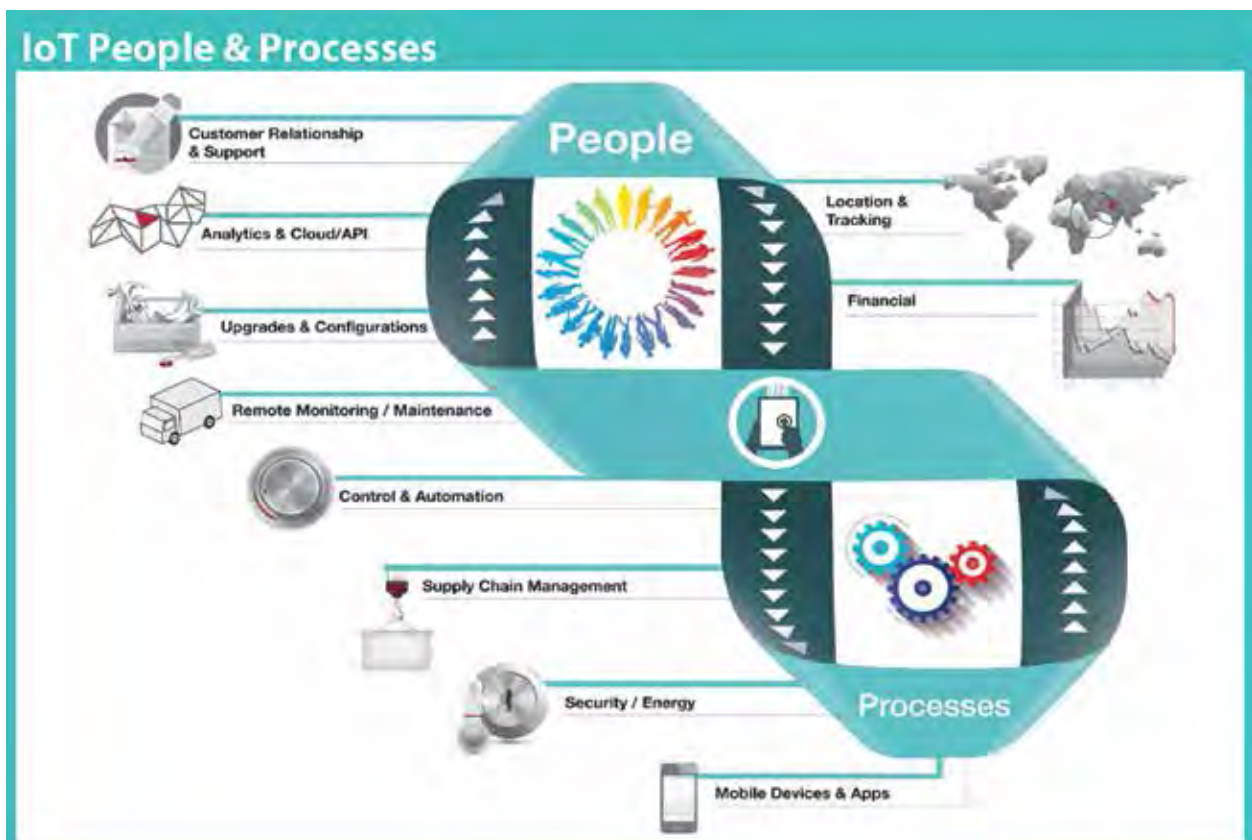 IoT People & Processes
People
Customer Relationship
& Support
Analytics & Cloud/API
Upgrades & Configurations
Remote Monitoring / Maintenance
Control & Automation
Supply Chain Management
Security / Energy
Mobile Devices & Apps
Location &
Tracking
Financial
Processes